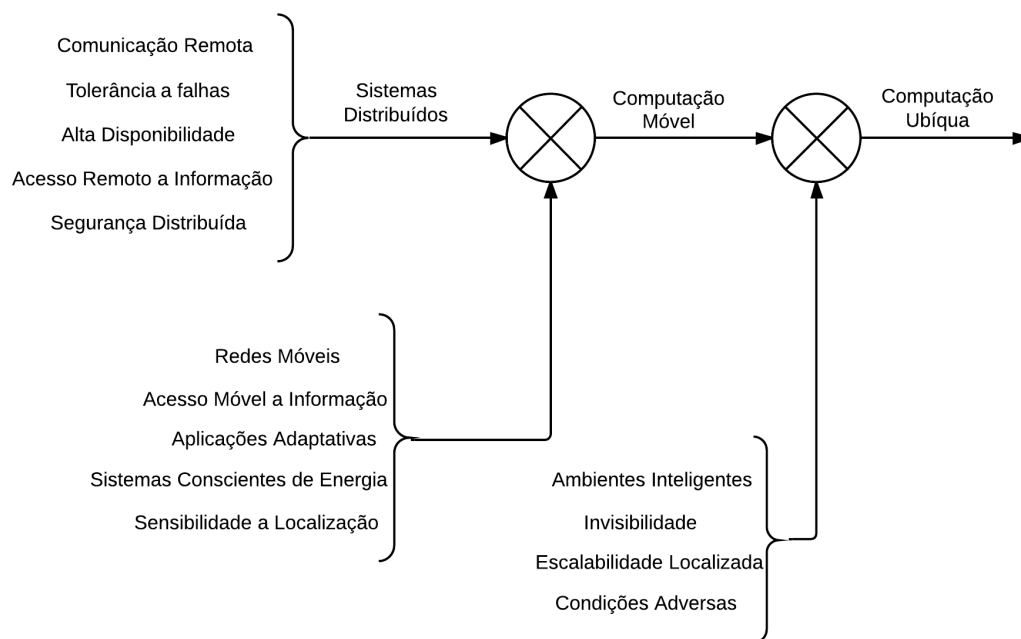 Comunicação Remota
Tolerância a falhas
Alta Disponibilidade
Acesso Remoto a Informação
Segurança Distribuída
Sistemas
Distribuídos
Computação
Móvel
Computação
Ubíqua
Redes Móveis
Acesso Móvel a Informação
Aplicações Adaptativas
Sistemas Conscientes de Energia
Sensibilidade a Localização
Ambientes Inteligentes
Invisibilidade
Escalabilidade Localizada
Condições Adversas